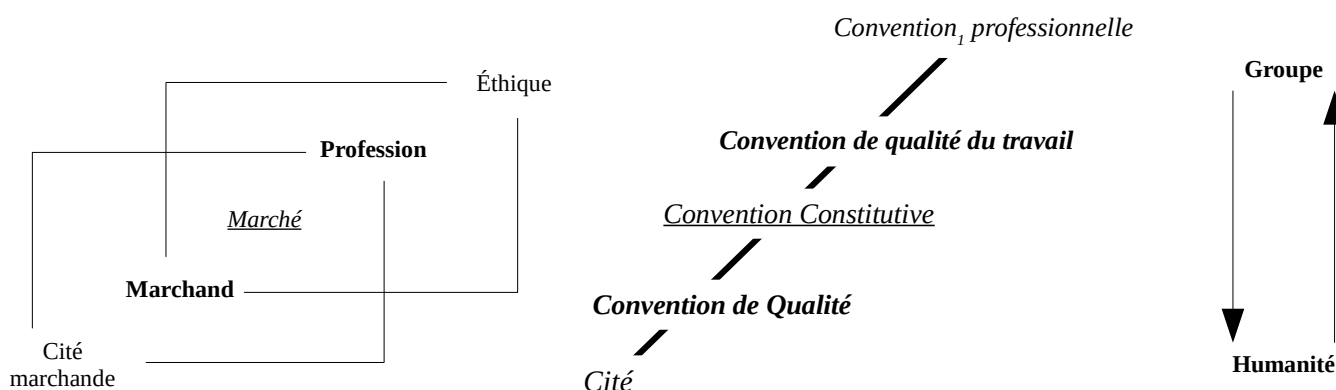 Convention₁ professionnelle
Groupe
Éthique
Profession
Convention de qualité du travail
Marché
Convention Constitutive
Marchand
Convention de Qualité
Cité
marchande
Cité
Humanité